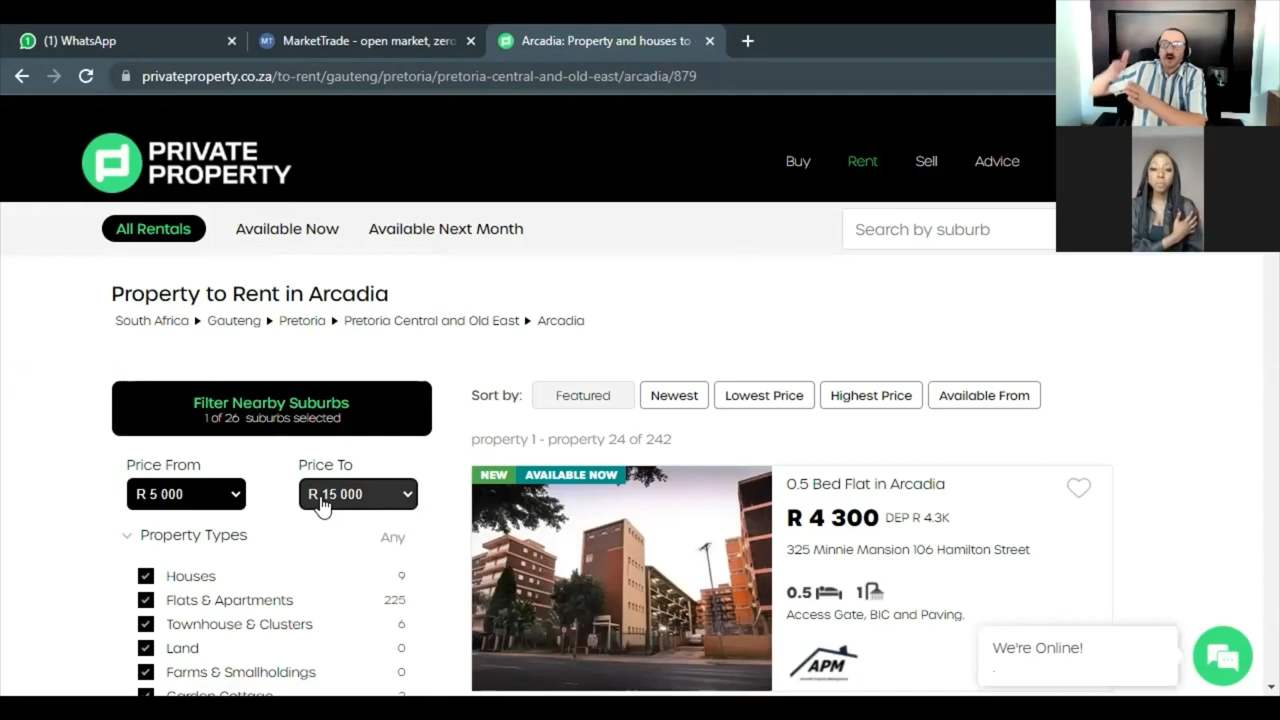 (1) WhatsApp
MarketTrade - open market, zero
Arcadia: Property and houses to
privateproperty.co.za/to-rent/gauteng/pretoria/pretoria-central-and-old-east/arcadia/879
PRIVATE
PROPERTY
Buy Rent Sell Advice
All Rentals Available Now Available Next Month Search by suburb
Property to Rent in Arcadia
South Africa Gauteng Pretoria Pretoria Central and Old East Arcadia
Filter Nearby Suburbs
1 of 26 suburbs selected
Sort by: Featured Newest Lowest Price Highest Price Available From
property 1 - property 24 of 242
Price From Price To
R 5 000 R 15 000
Property Types Any
Houses 9
Flats & Apartments 225
Townhouse & Clusters 6
Land 0
Farms & Smallholdings 0
Garden Cottage
NEW AVAILABLE NOW
0.5 Bed Flat in Arcadia
R 4 300 DEP R 4.3K
325 Minnie Mansion 106 Hamilton Street
0.5 1
Access Gate, BIC and Paving.
APM
We're Online!